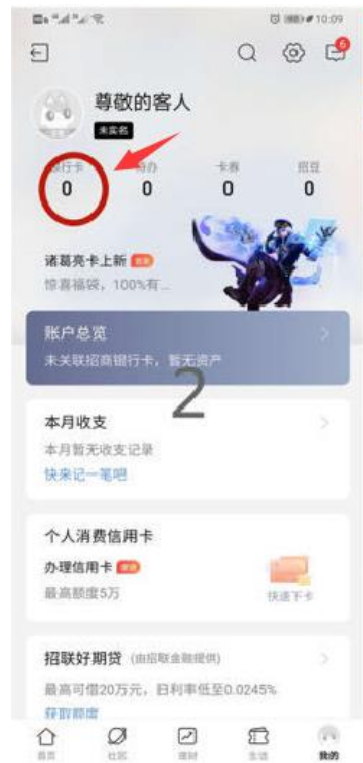 10:09
6
尊敬的客人
未实名
银行卡 待办 卡券 招豆
0 0 0 0
诸葛亮卡上新
惊喜福袋，100%有...
账户总览
未关联招商银行卡，暂无资产
2
本月收支
本月暂无收支记录
快来记一笔吧
个人消费信用卡
办理信用卡
最高额度5万
快速下卡
招联好期贷 (由招联金融提供)
最高可借20万元，日利率低至0.0245%
获取额度
首页 社区 理财 生活 我的